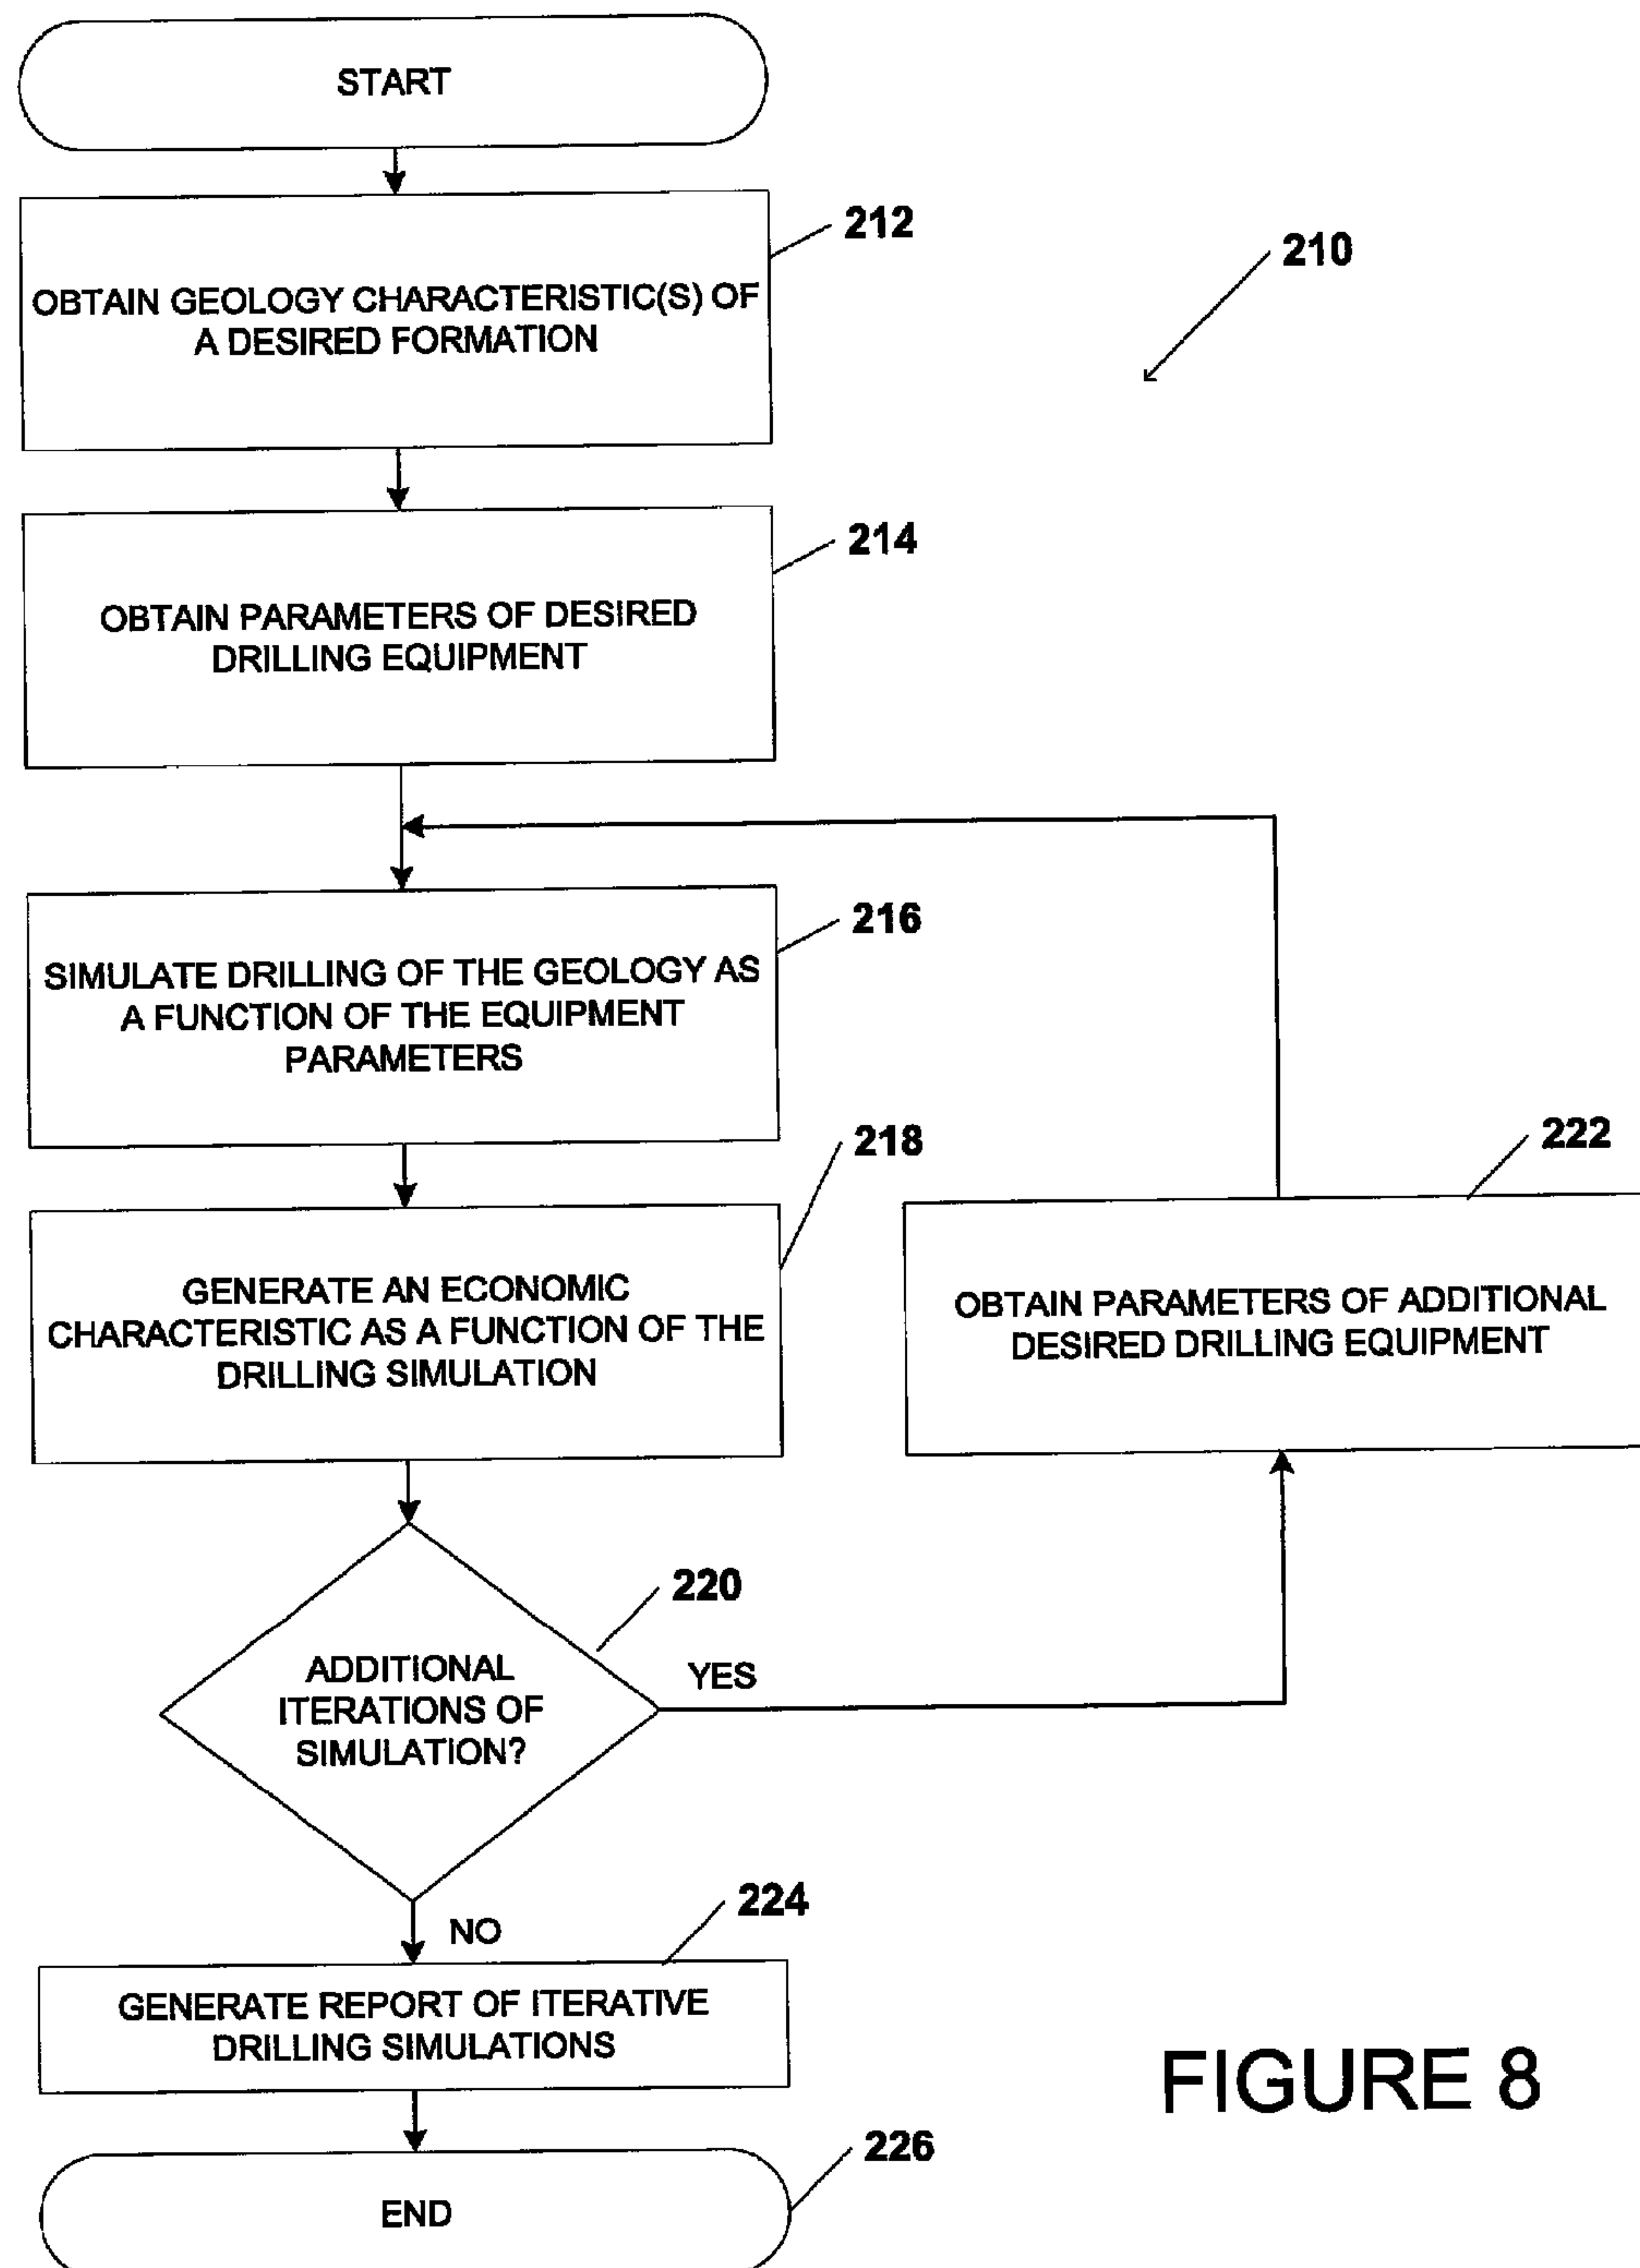 START
212
210
OBTAIN GEOLOGY CHARACTERISTIC(S) OF
A DESIRED FORMATION
214
OBTAIN PARAMETERS OF DESIRED
DRILLING EQUIPMENT
216
SIMULATE DRILLING OF THE GEOLOGY AS
A FUNCTION OF THE EQUIPMENT
PARAMETERS
218
222
GENERATE AN ECONOMIC
CHARACTERISTIC AS A FUNCTION OF THE
DRILLING SIMULATION
OBTAIN PARAMETERS OF ADDITIONAL
DESIRED DRILLING EQUIPMENT
220
ADDITIONAL
ITERATIONS OF
SIMULATION?
YES
NO
224
GENERATE REPORT OF ITERATIVE
DRILLING SIMULATIONS
FIGURE 8
226
END